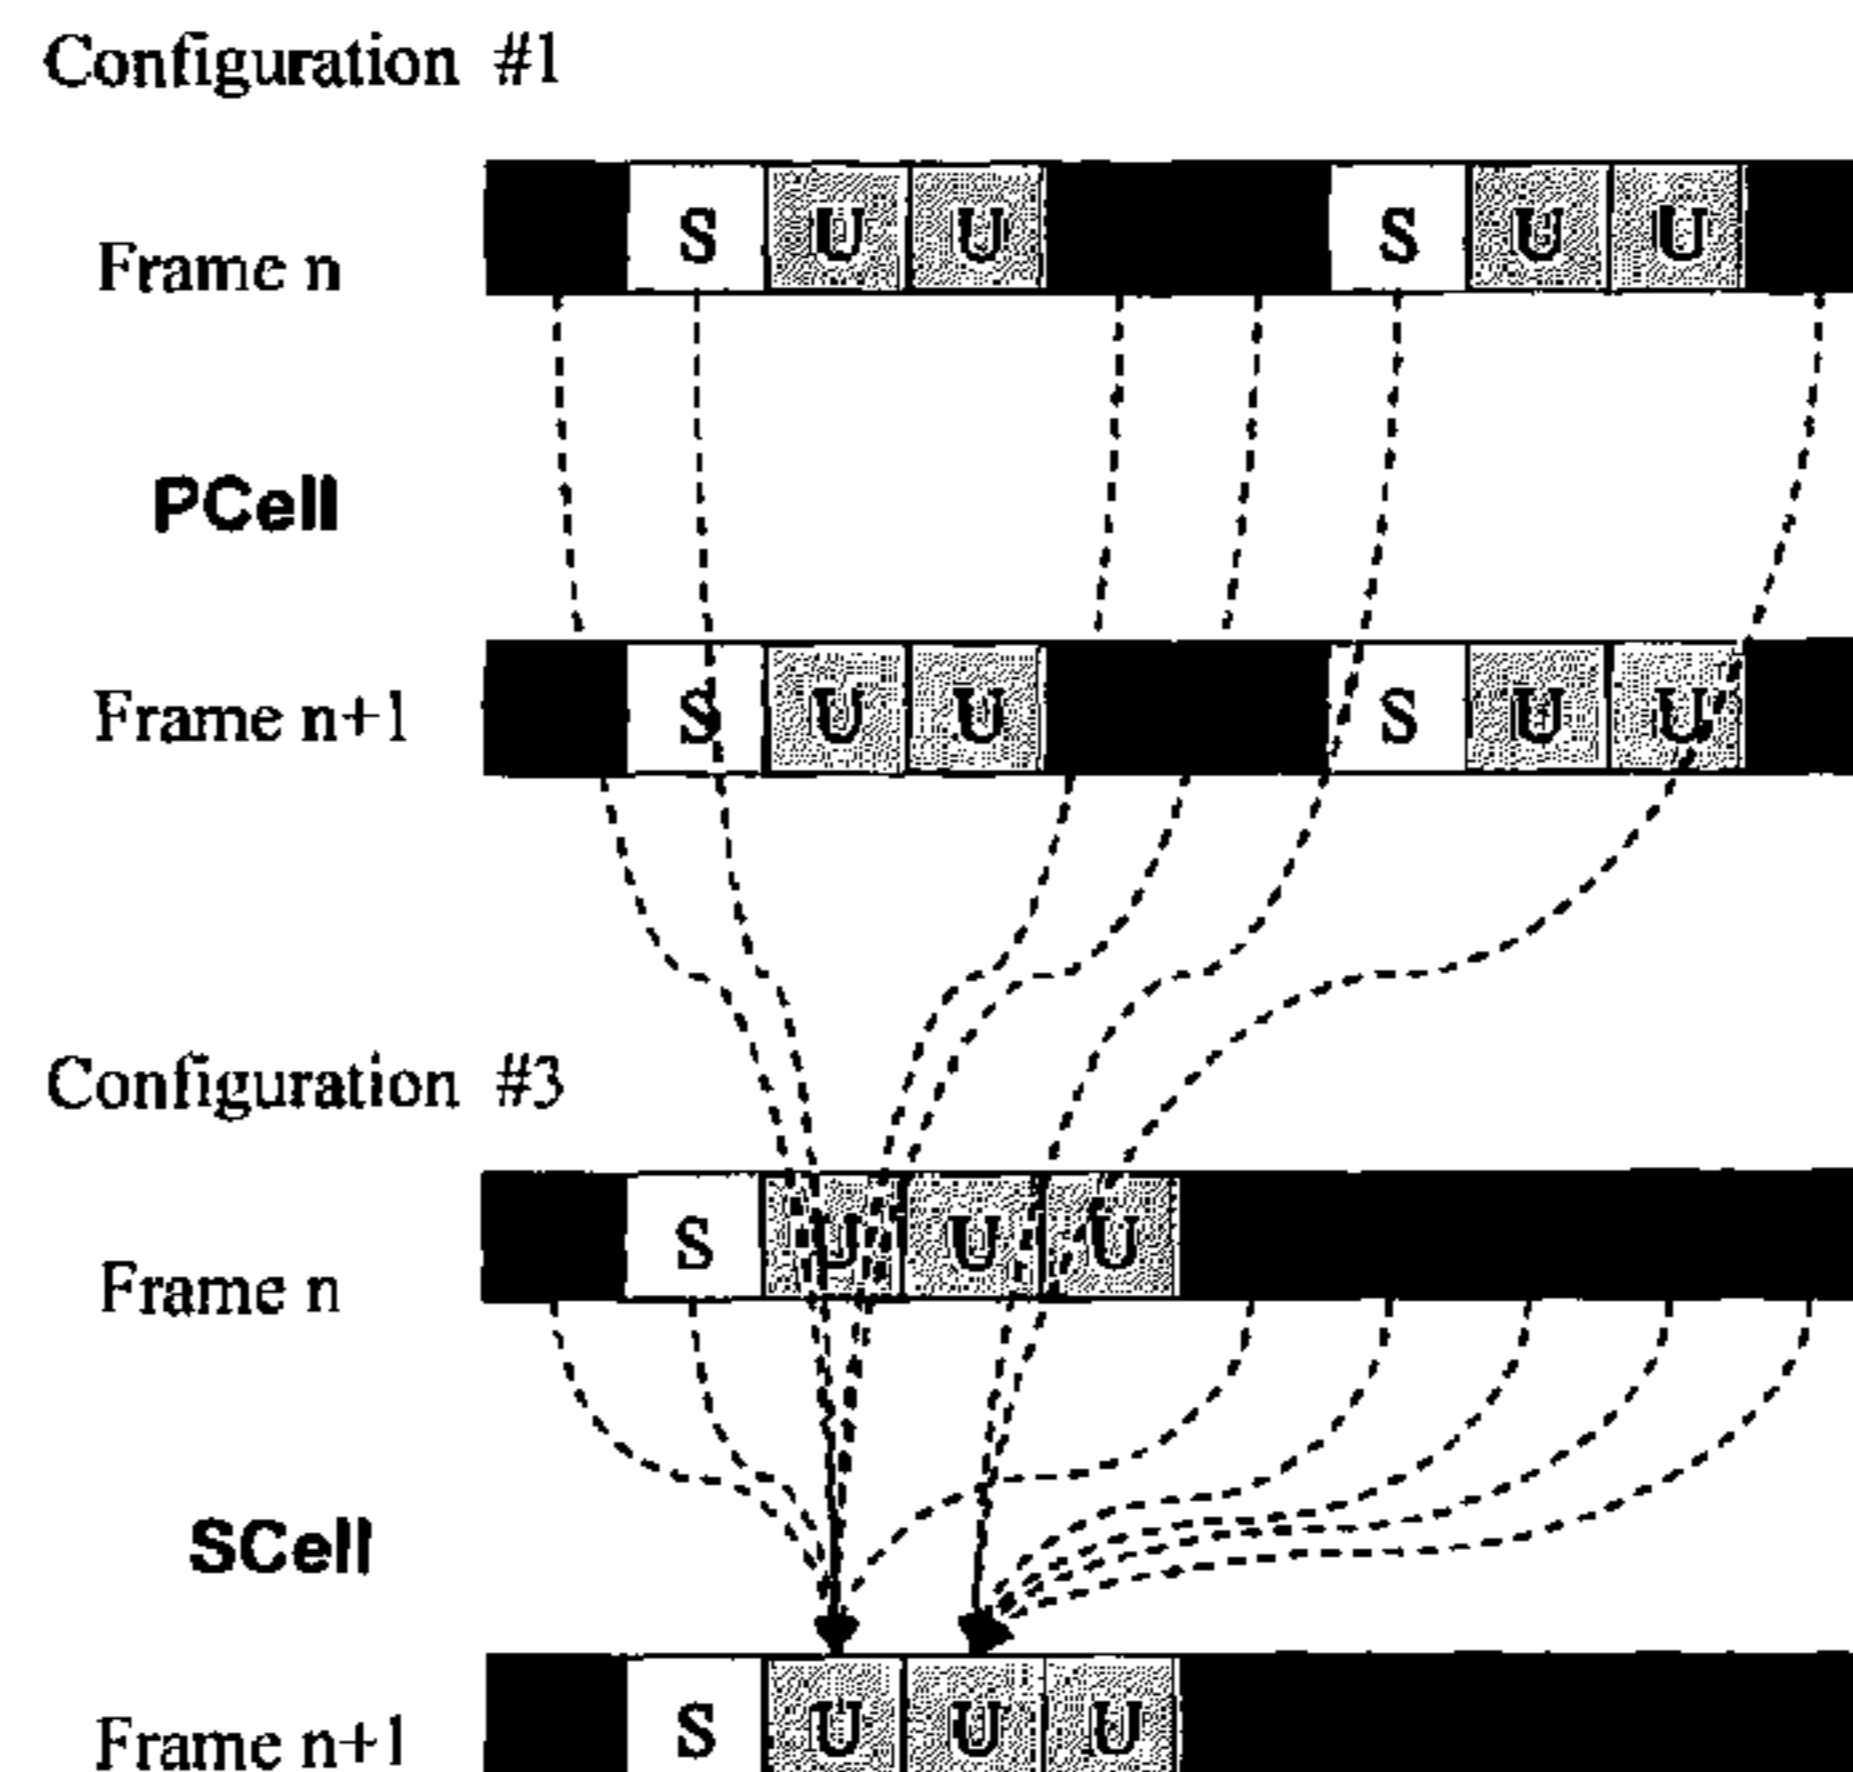 Configuration #1
Frame n
S U U S U U
PCell
Frame n+1
S U U S U U
Configuration #3
Frame n
S U U U
SCell
Frame n+1
S U U U